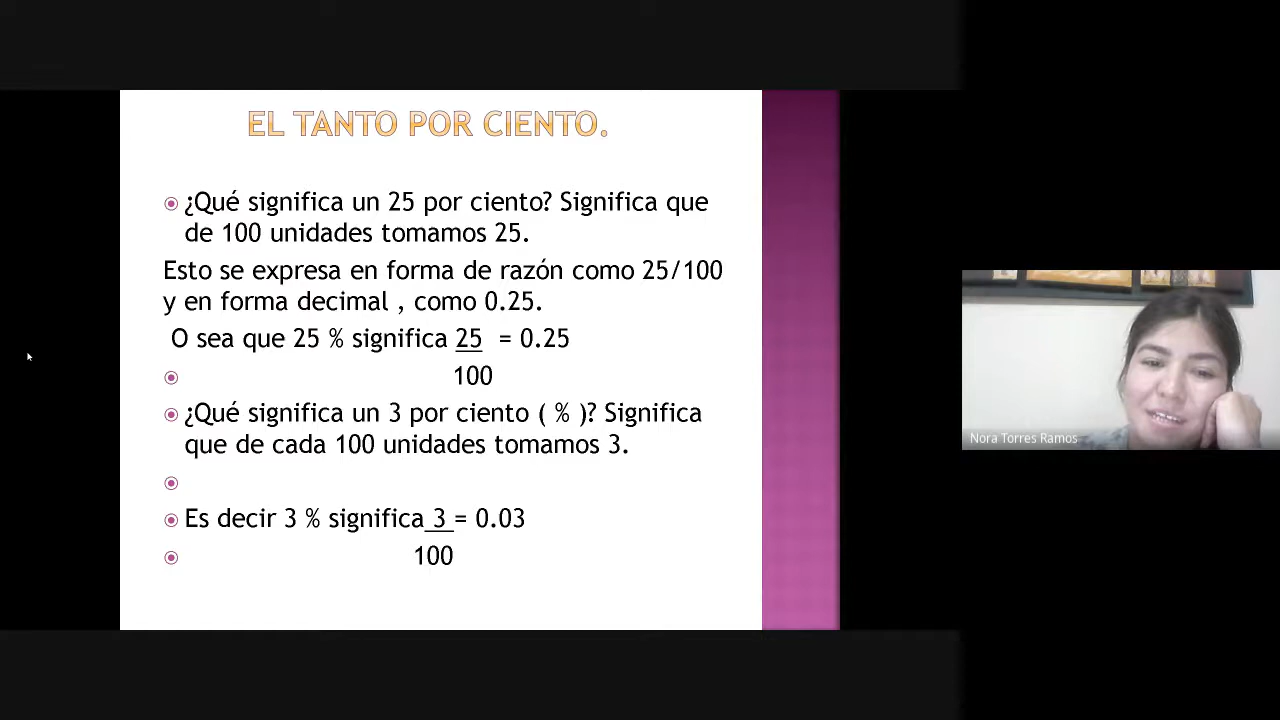 EL TANTO POR CIENTO.
¿Qué significa un 25 por ciento? Significa que
de 100 unidades tomamos 25.
Esto se expresa en forma de razón como 25/100
y en forma decimal , como 0.25.
O sea que 25 % significa 25 = 0.25
100
¿Qué significa un 3 por ciento ( % )? Significa
que de cada 100 unidades tomamos 3.
Es decir 3 % significa 3 = 0.03
100
Nora Torres Ramos